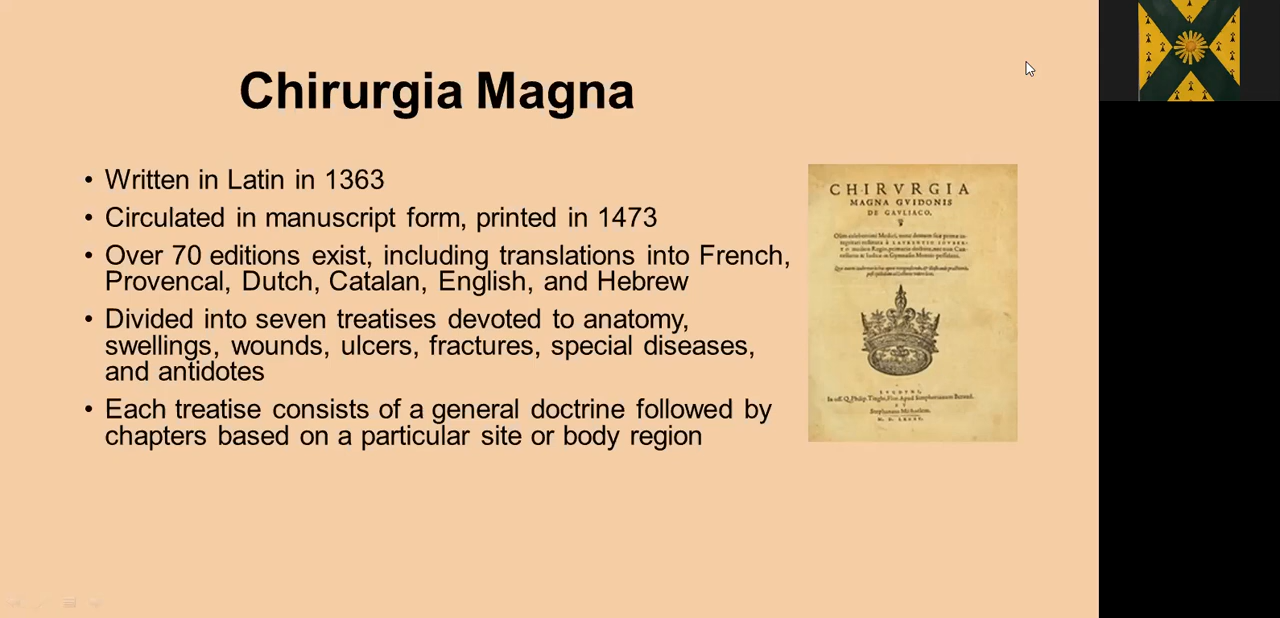 Chirurgia Magna
• Written in Latin in 1363
• Circulated in manuscript form, printed in 1473
• Over 70 editions exist, including translations into French,
Provencal, Dutch, Catalan, English, and Hebrew
• Divided into seven treatises devoted to anatomy,
swellings, wounds, ulcers, fractures, special diseases,
and antidotes
• Each treatise consists of a general doctrine followed by
chapters based on a particular site or body region
CHIRVRGIA
MAGNA GVIDONIS
DE GAVLIACO,